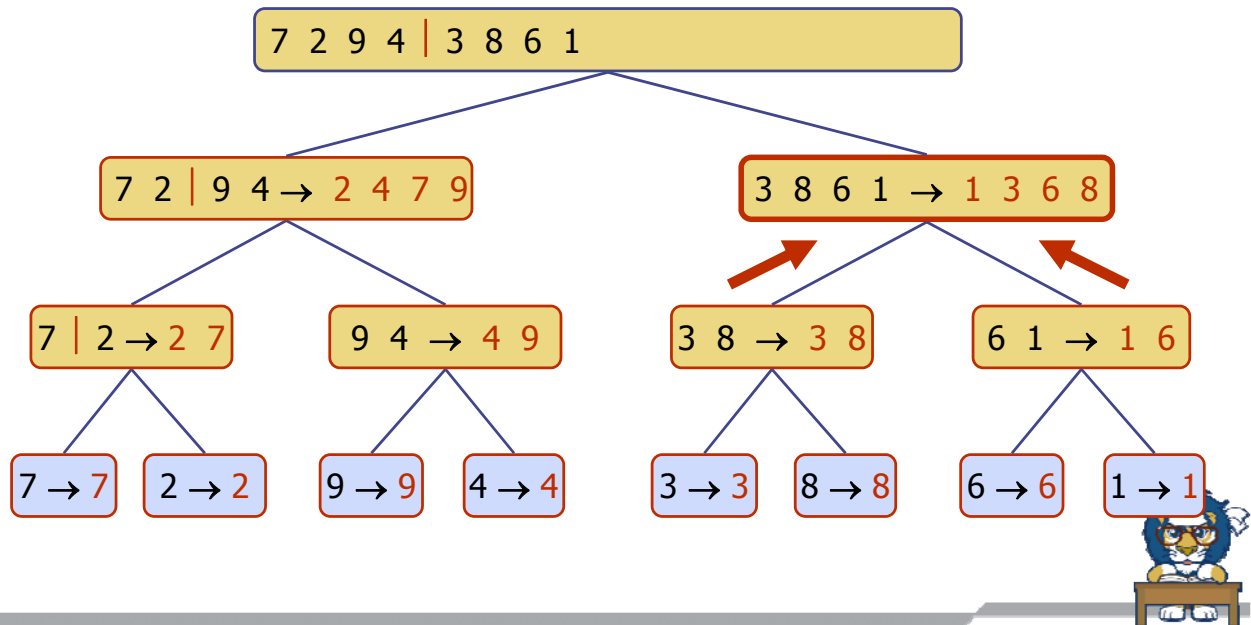 7 2 9 4 | 3 8 6 1
7 2 | 9 4 → 2 4 7 9
3 8 6 1 → 1 3 6 8
7 | 2 → 2 7
9 4 → 4 9
3 8 → 3 8
6 1 → 1 6
7 → 7
2 → 2
9 → 9
4 → 4
3 → 3
8 → 8
6 → 6
1 → 1